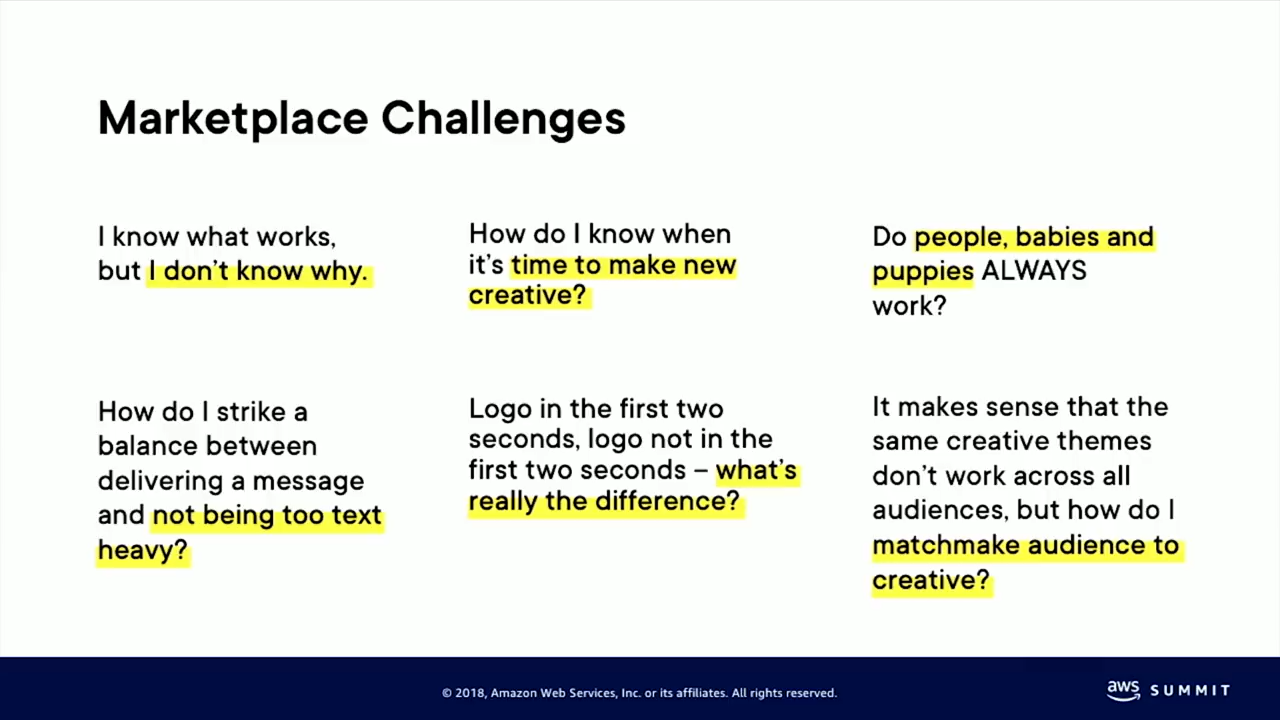 Marketplace Challenges
I know what works,
but I don’t know why.
How do I know when
it’s time to make new
creative?
Do people, babies and
puppies ALWAYS
work?
How do I strike a
balance between
delivering a message
and not being too text
heavy?
Logo in the first two
seconds, logo not in the
first two seconds – what’s
really the difference?
It makes sense that the
same creative themes
don’t work across all
audiences, but how do I
matchmake audience to
creative?
© 2018, Amazon Web Services, Inc. or its affiliates. All rights reserved.
aws SUMMIT